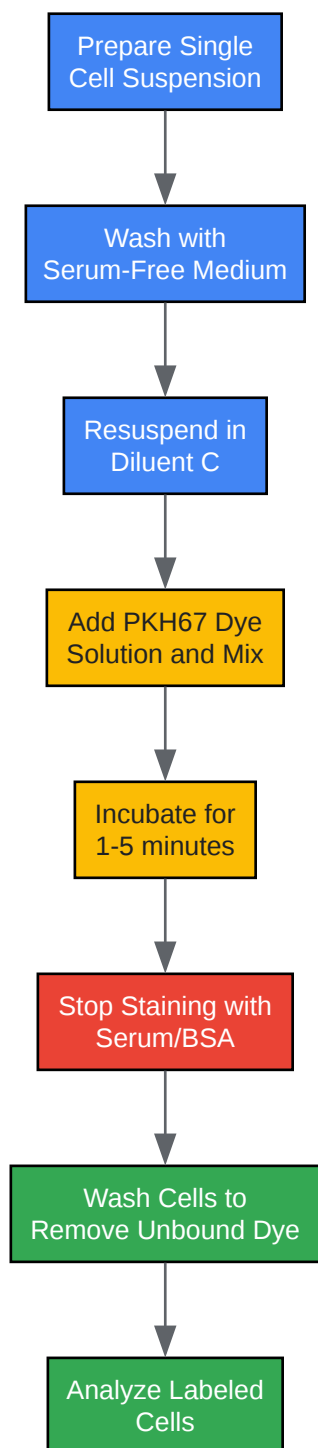 Prepare Single
Cell Suspension
Wash with
Serum-Free Medium
Resuspend in
Diluent C
Add PKH67 Dye
Solution and Mix
Incubate for
1-5 minutes
Stop Staining with
Serum/BSA
Wash Cells to
Remove Unbound Dye
Analyze Labeled
Cells